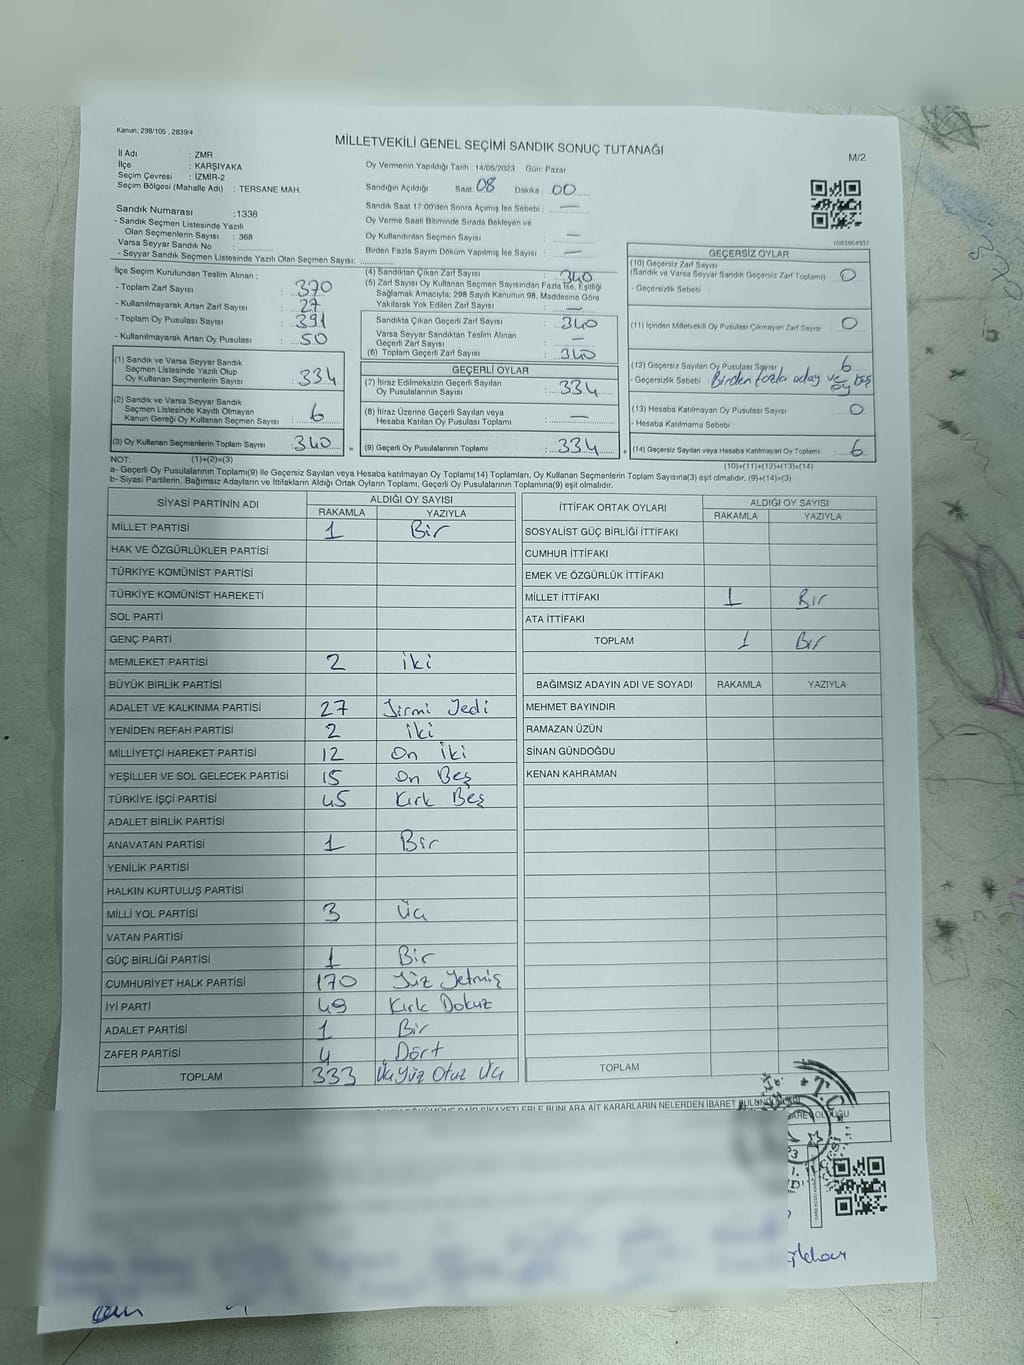 Kanun; 298/105 , 2839/4
MİLLETVEKİLİ GENEL SEÇİMİ SANDIK SONUÇ TUTANAĞI
M/2
İl Adı : ZMR
İlçe : KARŞIYAKA
Seçim Çevresi : İZMİR-2
Seçim Bölgesi (Mahalle Adı) : TERSANE MAH.
Oy Vermenin Yapıldığı Tarih : 14/05/2023 Gün: Pazar
Sandığın Açıldığı Saat: 08 Dakika : 00
Sandık Saat 17.00'den Sonra Açılmış İse Sebebi : —
Oy Verme Saati Bitiminde Sırada Bekleyen ve
Oy Kullandırılan Seçmen Sayısı : —
Birden Fazla Sayım Döküm Yapılmış İse Sayısı : —
Sandık Numarası : 1338
- Sandık Seçmen Listesinde Yazılı
Olan Seçmenlerin Sayısı : 368
Varsa Seyyar Sandık No :
- Seyyar Sandık Seçmen Listesinde Yazılı Olan Seçmen Sayısı:
İlçe Seçim Kurulundan Teslim Alınan ;
- Toplam Zarf Sayısı : 370
- Kullanılmayarak Artan Zarf Sayısı : 27
- Toplam Oy Pusulası Sayısı : 391
- Kullanılmayarak Artan Oy Pusulası : 50
(1) Sandık ve Varsa Seyyar Sandık
Seçmen Listesinde Yazılı Olup
Oy Kullanan Seçmenlerin Sayısı : 334
(2) Sandık ve Varsa Seyyar Sandık
Seçmen Listesinde Kayıtlı Olmayan
Kanun Gereği Oy Kullanan Seçmen Sayısı : 6
(3) Oy Kullanan Seçmenlerin Toplam Sayısı : 340 =
(4) Sandıktan Çıkan Zarf Sayısı : 340
(5) Zarf Sayısı Oy Kullanan Seçmen Sayısından Fazla İse, Eşitliği
Sağlamak Amacıyla; 298 Sayılı Kanunun 98. Maddesine Göre
Yakılarak Yok Edilen Zarf Sayısı : —
Sandıkta Çıkan Geçerli Zarf Sayısı : 340
Varsa Seyyar Sandıktan Teslim Alınan
Geçerli Zarf Sayısı : —
(6) Toplam Geçerli Zarf Sayısı : 340
GEÇERLİ OYLAR
(7) İtiraz Edilmeksizin Geçerli Sayılan
Oy Pusulalarının Sayısı : 334
(8) İtiraz Üzerine Geçerli Sayılan veya
Hesaba Katılan Oy Pusulası Toplamı : —
(9) Geçerli Oy Pusulalarının Toplamı : 334 +
GEÇERSİZ OYLAR
(10) Geçersiz Zarf Sayısı
(Sandık ve Varsa Seyyar Sandık Geçersiz Zarf Toplamı) : 0
- Geçersizlik Sebebi :
(11) İçinden Milletvekili Oy Pusulası Çıkmayan Zarf Sayısı : 0
(12) Geçersiz Sayılan Oy Pusulası Sayısı : 6
- Geçersizlik Sebebi : Birden fazla aday ve oy boş
(13) Hesaba Katılmayan Oy Pusulası Sayısı : 0
- Hesaba Katılmama Sebebi :
(14) Geçersiz Sayılan veya Hesaba Katılmayan Oy Toplamı : 6
NOT: (1)+(2)=(3)
(10)+(11)+(12)+(13)=(14)
a- Geçerli Oy Pusulalarının Toplamı(9) ile Geçersiz Sayılan veya Hesaba katılmayan Oy Toplamı(14) Toplamları, Oy Kullanan Seçmenlerin Toplam Sayısına(3) eşit olmalıdır. (9)+(14)=(3)
b- Siyasi Partilerin, Bağımsız Adayların ve İttifakların Aldığı Ortak Oyların Toplamı, Geçerli Oy Pusulalarının Toplamına(9) eşit olmalıdır.
SİYASİ PARTİNİN ADI ALDIĞI OY SAYISI
RAKAMLA YAZIYLA
MİLLET PARTİSİ 1 Bir
HAK VE ÖZGÜRLÜKLER PARTİSİ
TÜRKİYE KOMÜNİST PARTİSİ
TÜRKİYE KOMÜNİST HAREKETİ
SOL PARTİ
GENÇ PARTİ
MEMLEKET PARTİSİ 2 iki
BÜYÜK BİRLİK PARTİSİ
ADALET VE KALKINMA PARTİSİ 27 Yirmi Yedi
YENİDEN REFAH PARTİSİ 2 iki
MİLLİYETÇİ HAREKET PARTİSİ 12 On iki
YEŞİLLER VE SOL GELECEK PARTİSİ 15 On Beş
TÜRKİYE İŞÇİ PARTİSİ 45 Kırk Beş
ADALET BİRLİK PARTİSİ
ANAVATAN PARTİSİ 1 Bir
YENİLİK PARTİSİ
HALKIN KURTULUŞ PARTİSİ
MİLLİ YOL PARTİSİ 3 Üç
VATAN PARTİSİ
GÜÇ BİRLİĞİ PARTİSİ 1 Bir
CUMHURİYET HALK PARTİSİ 170 Yüz Yetmiş
İYİ PARTİ 49 Kırk Dokuz
ADALET PARTİSİ 1 Bir
ZAFER PARTİSİ 4 Dört
TOPLAM 333 Üçyüz Otuz Üç
İTTİFAK ORTAK OYLARI ALDIĞI OY SAYISI
RAKAMLA YAZIYLA
SOSYALİST GÜÇ BİRLİĞİ İTTİFAKI
CUMHUR İTTİFAKI
EMEK VE ÖZGÜRLÜK İTTİFAKI
MİLLET İTTİFAKI 1 Bir
ATA İTTİFAKI
TOPLAM 1 Bir
BAĞIMSIZ ADAYIN ADI VE SOYADI RAKAMLA YAZIYLA
MEHMET BAYINDIR
RAMAZAN ÜZÜN
SİNAN GÜNDOĞDU
KENAN KAHRAMAN
TOPLAM
T.C.